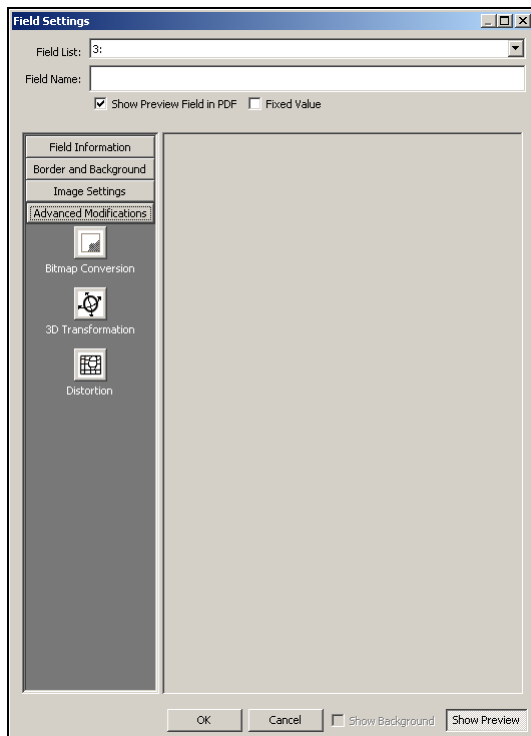 Field Settings
Field List: 3:
Field Name:
Show Preview Field in PDF Fixed Value
Field Information
Border and Background
Image Settings
Advanced Modifications
Bitmap Conversion
3D Transformation
Distortion
OK Cancel Show Background Show Preview